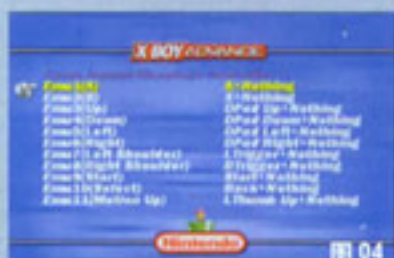 X BOY ADVANCE
Emu1(A) A+Nothing
Emu2(B) X+Nothing
Emu3(Up) DPad Up+Nothing
Emu4(Down) DPad Down+Nothing
Emu5(Left) DPad Left+Nothing
Emu6(Right) DPad Right+Nothing
Emu7(Left Shoulder) LTrigger+Nothing
Emu8(Right Shoulder) RTrigger+Nothing
Emu9(Start) Start+Nothing
Emu10(Select) Back+Nothing
Emu11(Motion Up) LThumb Up+Nothing
Nintendo
04